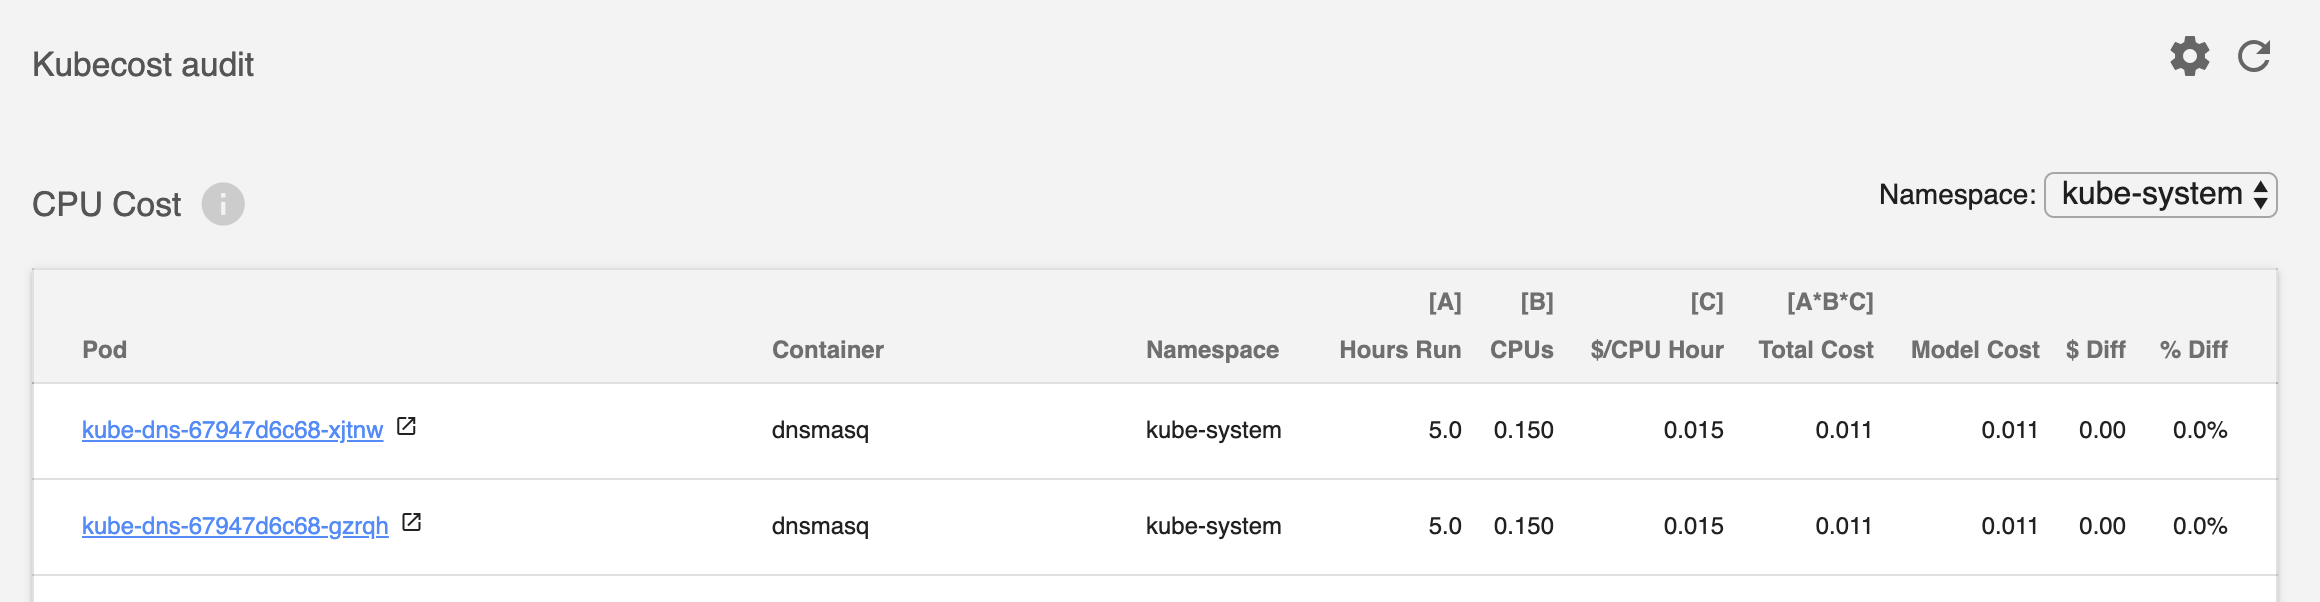 Kubecost audit
CPU Cost
Namespace: kube-system
[A] [B] [C] [A*B*C]
Pod Container Namespace Hours Run CPUs $/CPU Hour Total Cost Model Cost $ Diff % Diff
kube-dns-67947d6c68-xjtnw dnsmasq kube-system 5.0 0.150 0.015 0.011 0.011 0.00 0.0%
kube-dns-67947d6c68-gzrqh dnsmasq kube-system 5.0 0.150 0.015 0.011 0.011 0.00 0.0%